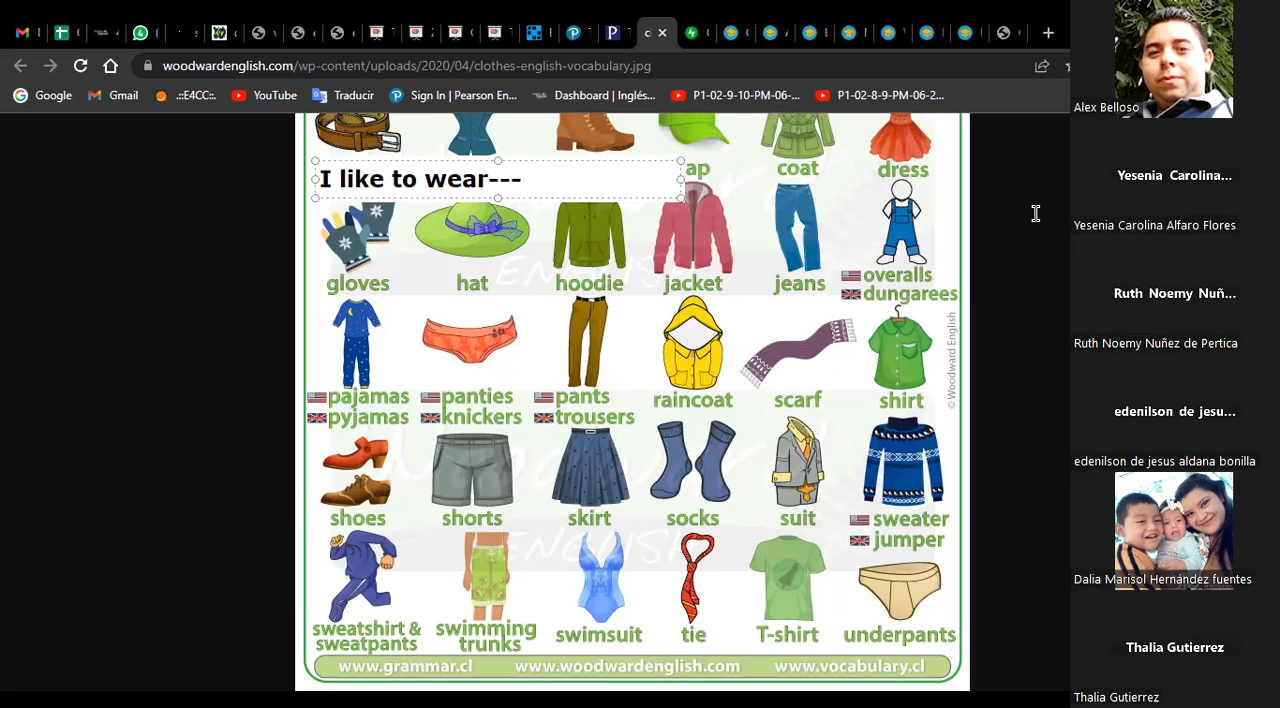 woodwardenglish.com/wp-content/uploads/2020/04/clothes-english-vocabulary.jpg
Google Gmail .::E4CC::. YouTube Traducir Sign In | Pearson En... Dashboard | Inglés... P1-02-9-10-PM-06-... P1-02-8-9-PM-06-2...
ap coat dress
I like to wear---
gloves hat hoodie jacket jeans overalls
dungarees
pajamas panties pants raincoat scarf shirt
pyjamas knickers trousers
© Woodward English
shoes shorts skirt socks suit sweater
jumper
sweatshirt & swimming swimsuit tie T-shirt underpants
sweatpants trunks
www.grammar.cl www.woodwardenglish.com www.vocabulary.cl
Alex Belloso
Yesenia Carolina...
Yesenia Carolina Alfaro Flores
Ruth Noemy Nuñ...
Ruth Noemy Nuñez de Pertica
edenilson de jesu...
edenilson de jesus aldana bonilla
Dalia Marisol Hernández fuentes
Thalia Gutierrez
Thalia Gutierrez